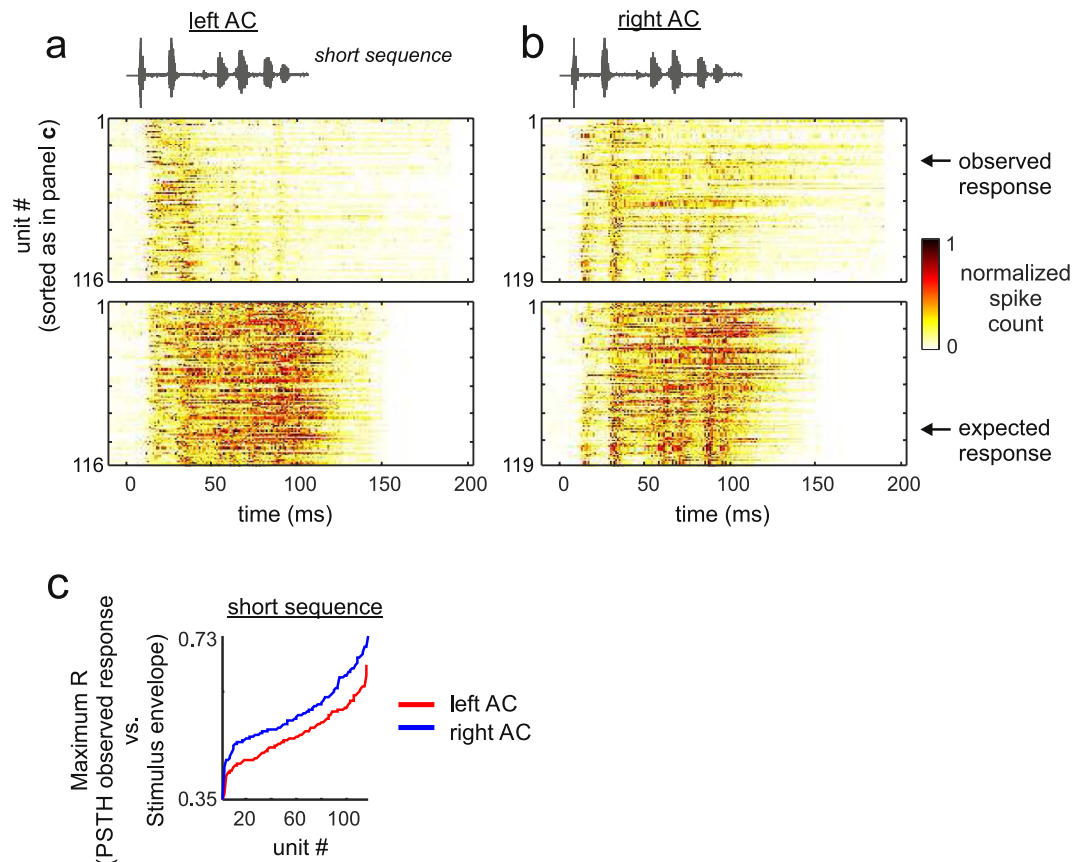 a
left AC
short sequence
b
right AC
1
116
1
116
unit #
(sorted as in panel c)
0
50
100
150
200
time (ms)
1
119
1
119
0
50
100
150
200
time (ms)
observed
response
1
0
normalized
spike
count
expected
response
c
short sequence
Maximum R
(PSTH observed response
vs.
Stimulus envelope)
0.73
0.35
20
60
100
unit #
left AC
right AC